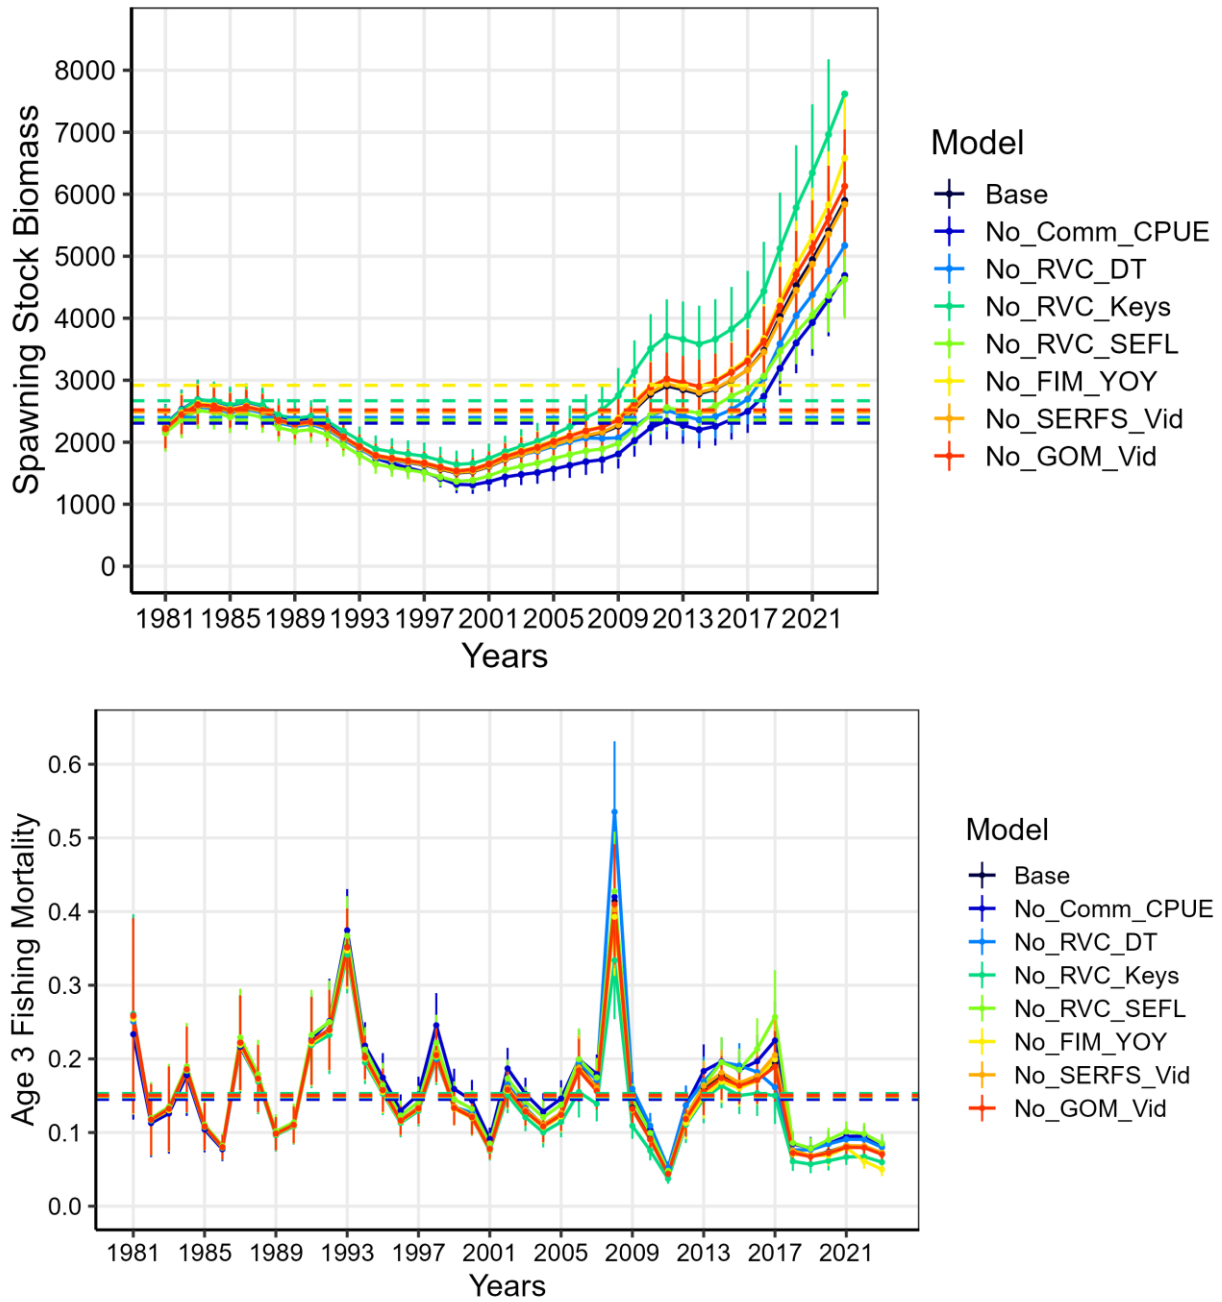 Spawning Stock Biomass
8000
7000
6000
5000
4000
3000
2000
1000
0
1981 1985 1989 1993 1997 2001 2005 2009 2013 2017 2021
Years
Model
Base
No_Comm_CPUE
No_RVC_DT
No_RVC_Keys
No_RVC_SEFL
No_FIM_YOY
No_SERFS_Vid
No_GOM_Vid
Age 3 Fishing Mortality
0.6
0.5
0.4
0.3
0.2
0.1
0.0
1981 1985 1989 1993 1997 2001 2005 2009 2013 2017 2021
Years
Model
Base
No_Comm_CPUE
No_RVC_DT
No_RVC_Keys
No_RVC_SEFL
No_FIM_YOY
No_SERFS_Vid
No_GOM_Vid